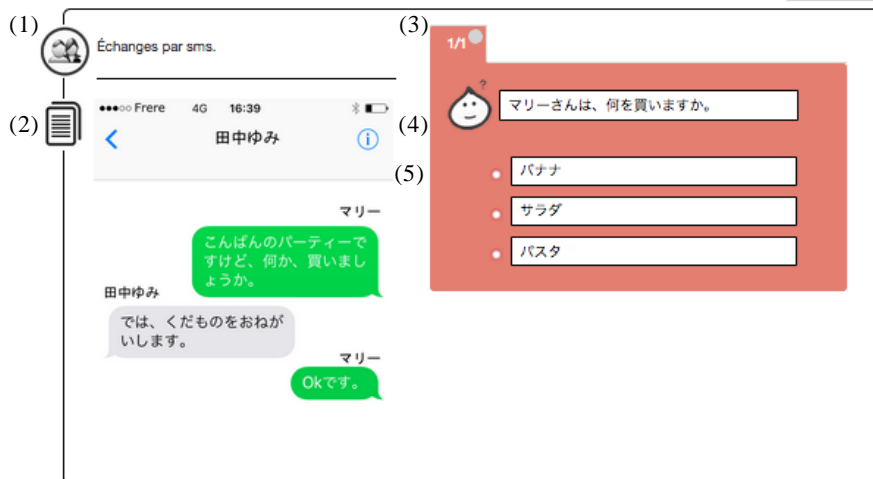 (1)
Échanges par sms.
(2)
Frere 4G 16:39
田中ゆみ
マリー
こんばんのパーティーで
すけど、何か、買いまし
ょうか。
田中ゆみ
では、くだものをおねが
いします。
マリー
Okです。
(3)
1/1
(4)
?
マリーさんは、何を買いますか。
(5)
バナナ
サラダ
パスタ